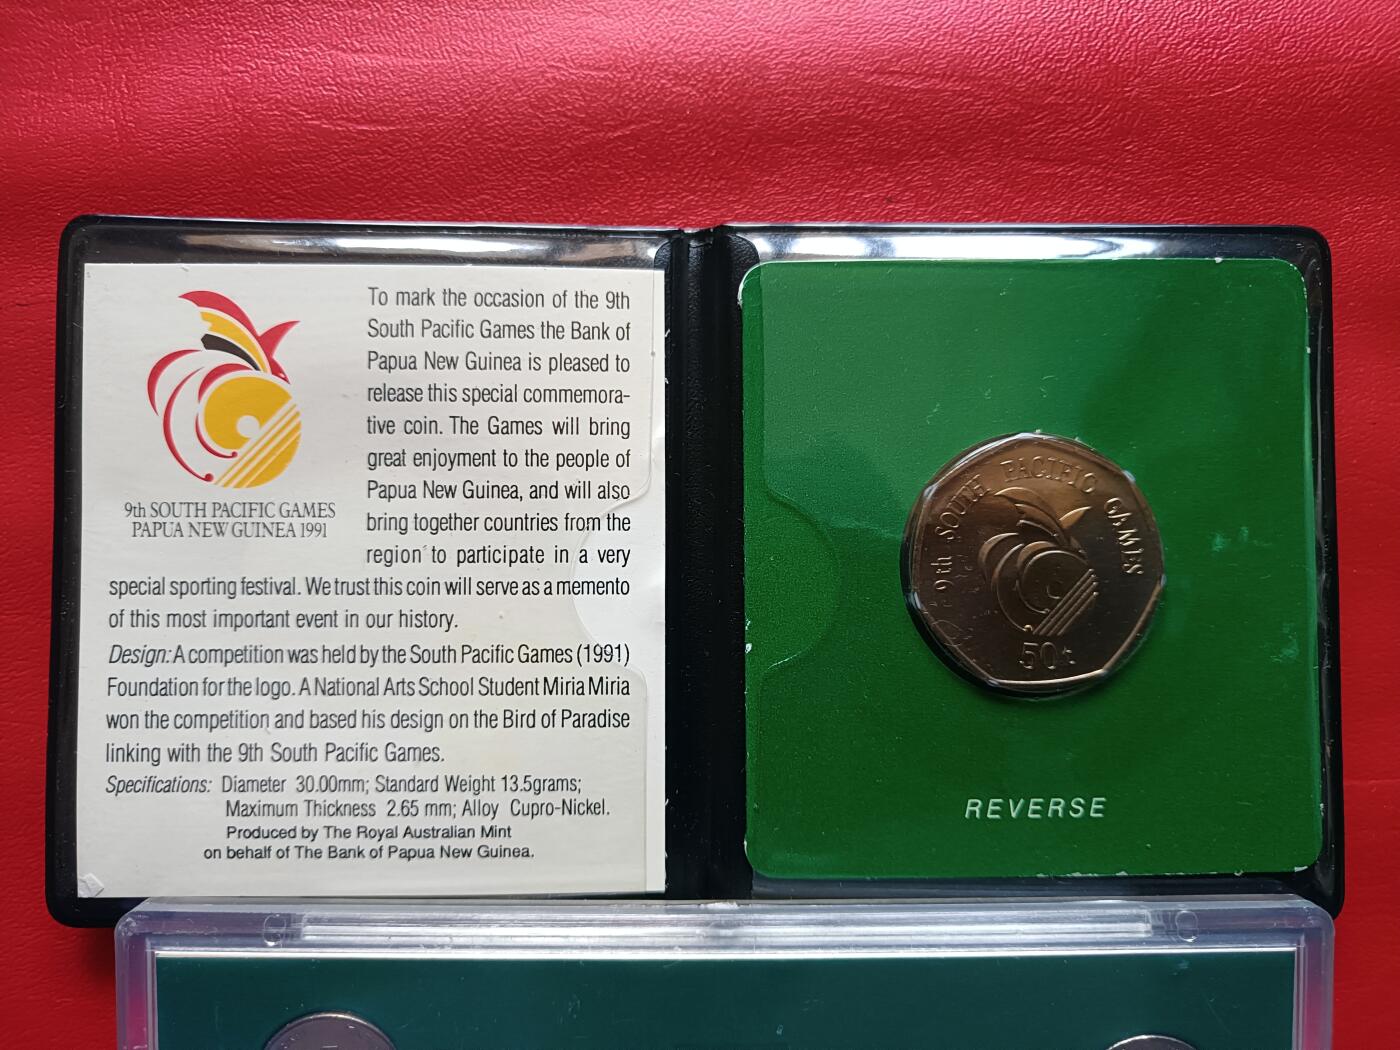 9th SOUTH PACIFIC GAMES
PAPUA NEW GUINEA 1991
To mark the occasion of the 9th
South Pacific Games the Bank of
Papua New Guinea is pleased to
release this special commemora-
tive coin. The Games will bring
great enjoyment to the people of
Papua New Guinea, and will also
bring together countries from the
region to participate in a very
special sporting festival. We trust this coin will serve as a memento
of this most important event in our history.
Design: A competition was held by the South Pacific Games (1991)
Foundation for the logo. A National Arts School Student Miria Miria
won the competition and based his design on the Bird of Paradise
linking with the 9th South Pacific Games.
Specifications: Diameter 30.00mm; Standard Weight 13.5grams;
Maximum Thickness 2.65 mm; Alloy Cupro-Nickel.
Produced by The Royal Australian Mint
on behalf of The Bank of Papua New Guinea.
9th SOUTH PACIFIC GAMES
50t
REVERSE